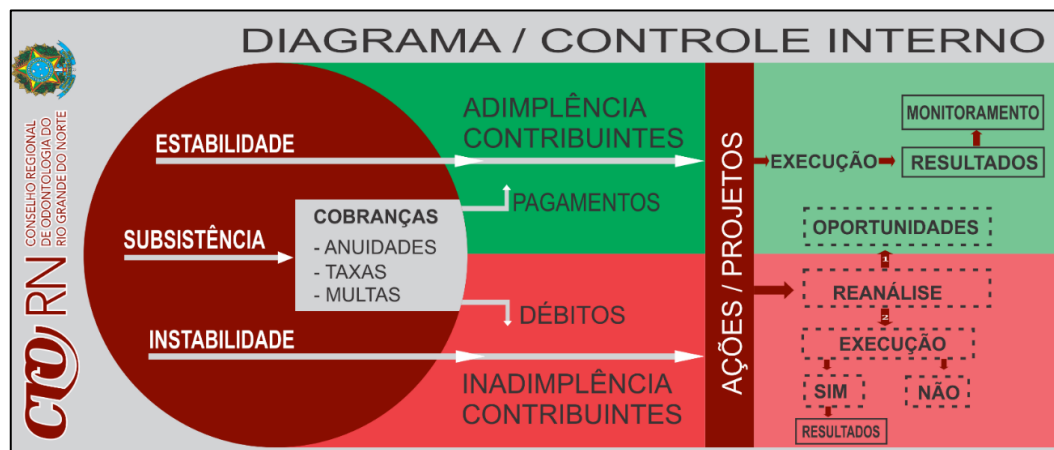 DIAGRAMA / CONTROLE INTERNO
CONSELHO REGIONAL
DE ODONTOLOGIA DO
RIO GRANDE DO NORTE
cro RN
ESTABILIDADE
ADIMPLÊNCIA
CONTRIBUINTES
PAGAMENTOS
SUBSISTÊNCIA
COBRANÇAS
- ANUIDADES
- TAXAS
- MULTAS
DÉBITOS
INSTABILIDADE
INADIMPLÊNCIA
CONTRIBUINTES
AÇÕES / PROJETOS
EXECUÇÃO
RESULTADOS
MONITORAMENTO
OPORTUNIDADES
1
REANÁLISE
2
EXECUÇÃO
SIM
NÃO
RESULTADOS